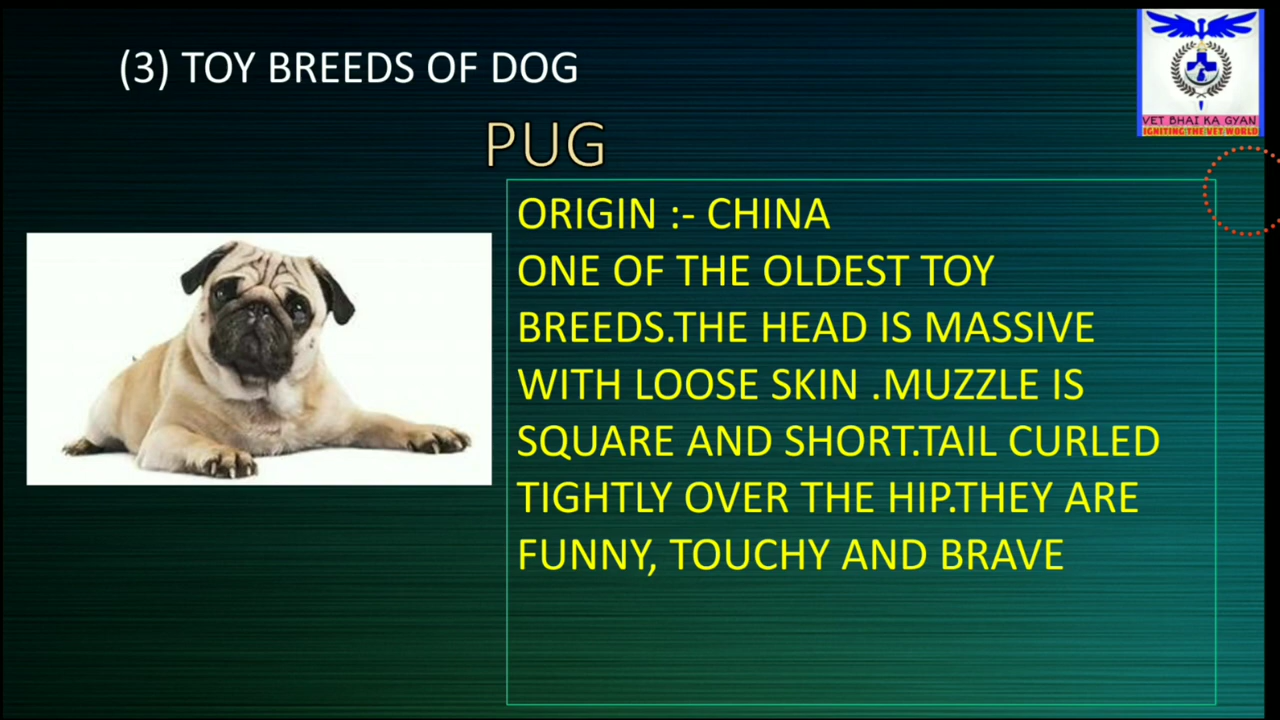 (3) TOY BREEDS OF DOG
VET BHAI KA GYAN
IGNITING THE VET WORLD
PUG
ORIGIN :- CHINA
ONE OF THE OLDEST TOY
BREEDS.THE HEAD IS MASSIVE
WITH LOOSE SKIN .MUZZLE IS
SQUARE AND SHORT.TAIL CURLED
TIGHTLY OVER THE HIP.THEY ARE
FUNNY, TOUCHY AND BRAVE